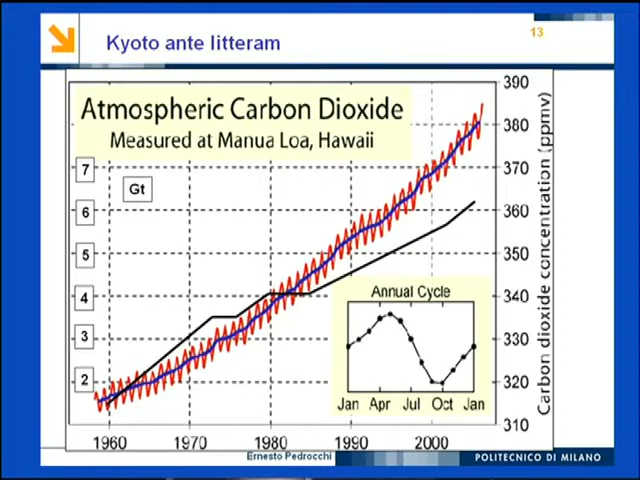 Kyoto ante litteram
13
Atmospheric Carbon Dioxide
Measured at Manua Loa, Hawaii
Gt
7
6
5
4
3
2
390
380
370
360
350
340
330
320
310
Carbon dioxide concentration (ppmv)
Annual Cycle
Jan Apr Jul Oct Jan
1960 1970 1980 1990 2000
Ernesto Pedrocchi
POLITECNICO DI MILANO